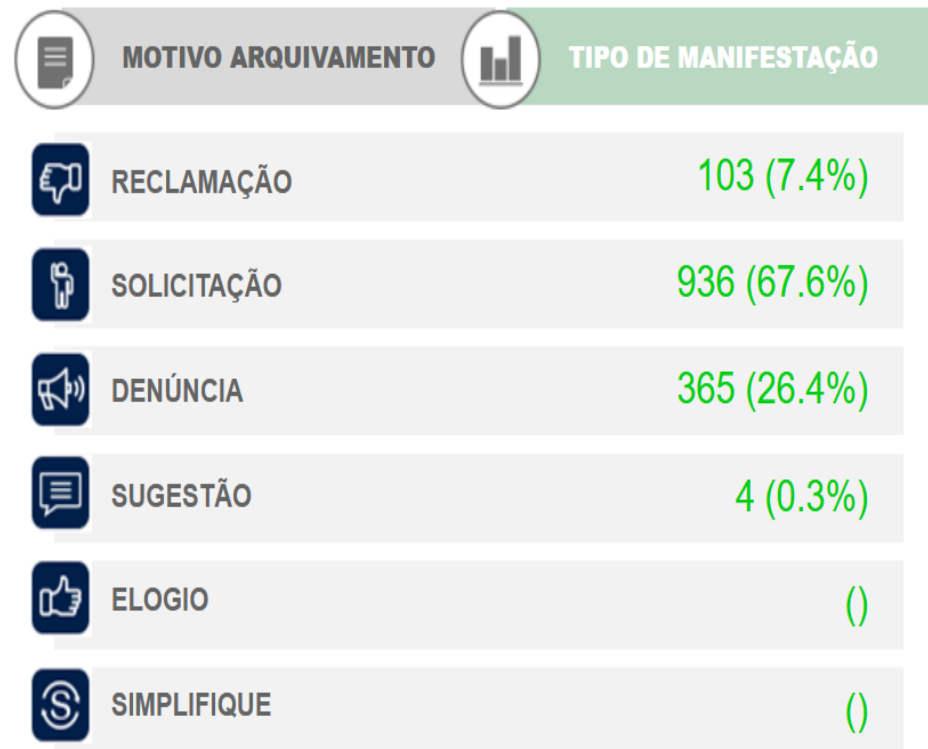 MOTIVO ARQUIVAMENTO
TIPO DE MANIFESTAÇÃO
RECLAMAÇÃO 103 (7.4%)
SOLICITAÇÃO 936 (67.6%)
DENÚNCIA 365 (26.4%)
SUGESTÃO 4 (0.3%)
ELOGIO ()
SIMPLIFIQUE ()